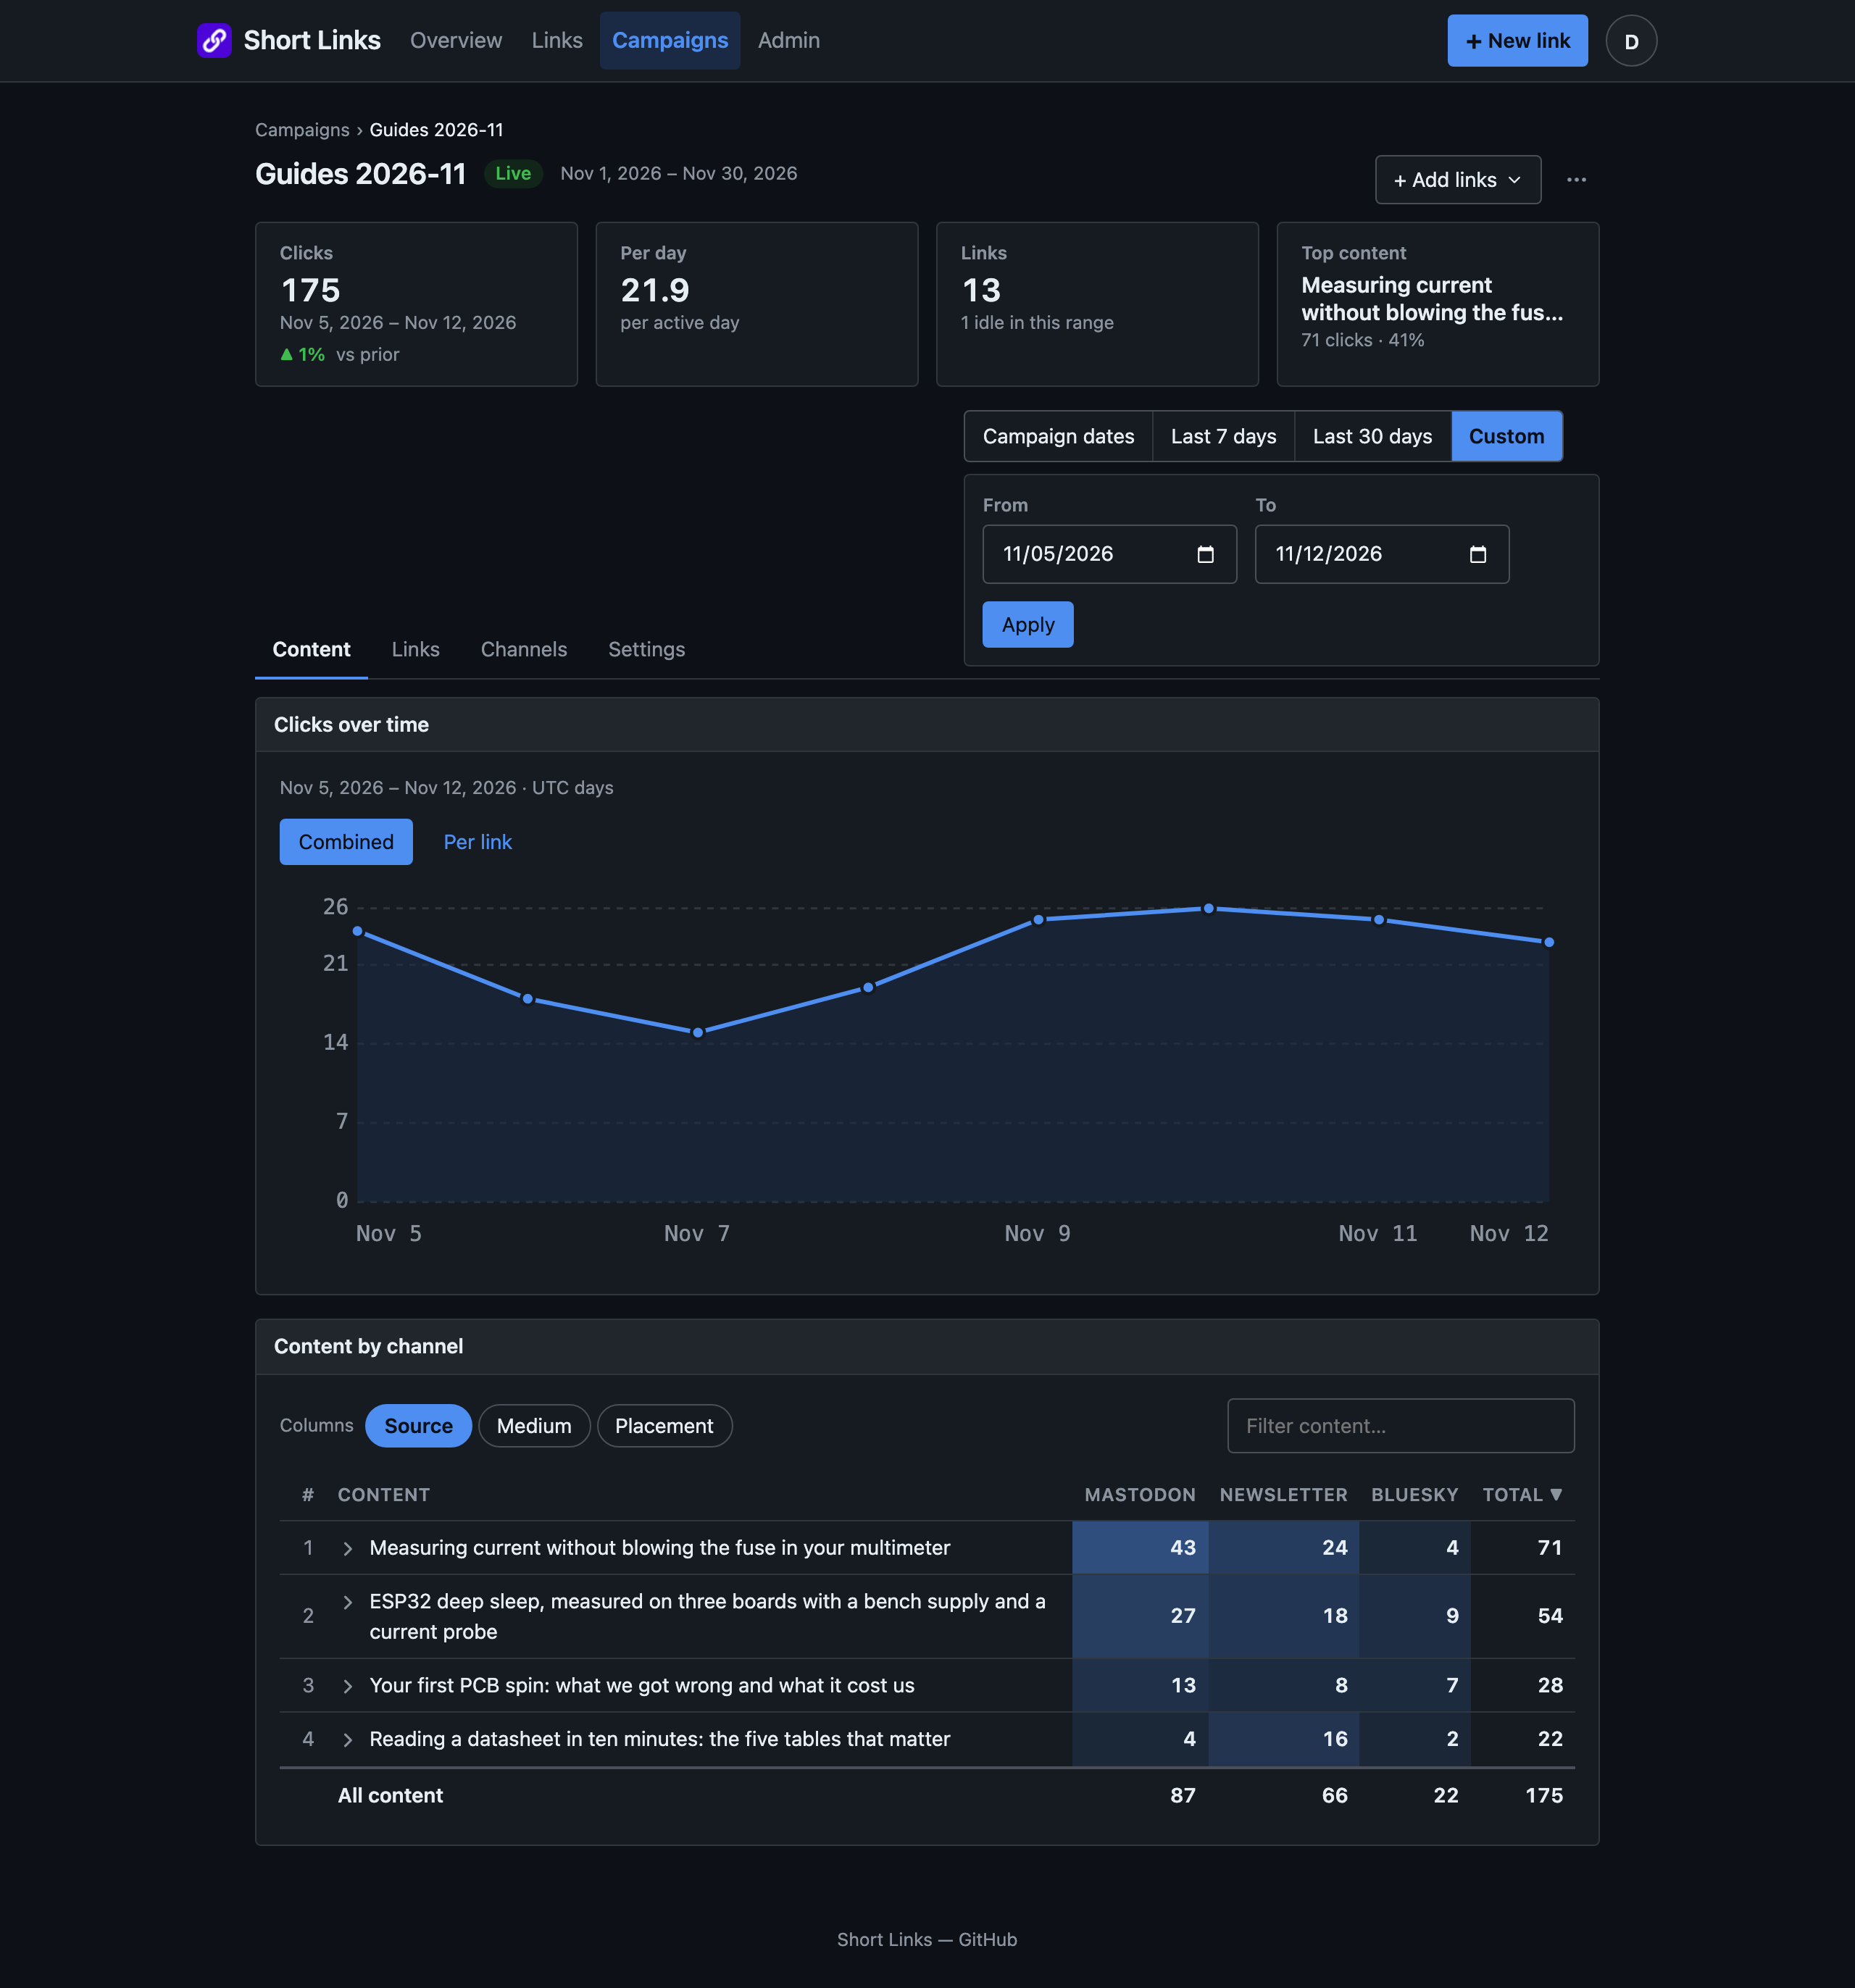 Short Links
Overview
Links
Campaigns
Admin
+ New link
D
Campaigns › Guides 2026-11
Guides 2026-11
Live
Nov 1, 2026 – Nov 30, 2026
+ Add links
Clicks
175
Nov 5, 2026 – Nov 12, 2026
▲ 1% vs prior
Per day
21.9
per active day
Links
13
1 idle in this range
Top content
Measuring current
without blowing the fus...
71 clicks · 41%
Campaign dates
Last 7 days
Last 30 days
Custom
From
To
11/05/2026
11/12/2026
Apply
Content
Links
Channels
Settings
Clicks over time
Nov 5, 2026 – Nov 12, 2026 · UTC days
Combined
Per link
26
21
14
7
0
Nov 5
Nov 7
Nov 9
Nov 11
Nov 12
Content by channel
Columns
Source
Medium
Placement
Filter content...
# CONTENT MASTODON NEWSLETTER BLUESKY TOTAL ▼
1 Measuring current without blowing the fuse in your multimeter 43 24 4 71
2 ESP32 deep sleep, measured on three boards with a bench supply and a
current probe 27 18 9 54
3 Your first PCB spin: what we got wrong and what it cost us 13 8 7 28
4 Reading a datasheet in ten minutes: the five tables that matter 4 16 2 22
All content 87 66 22 175
Short Links — GitHub